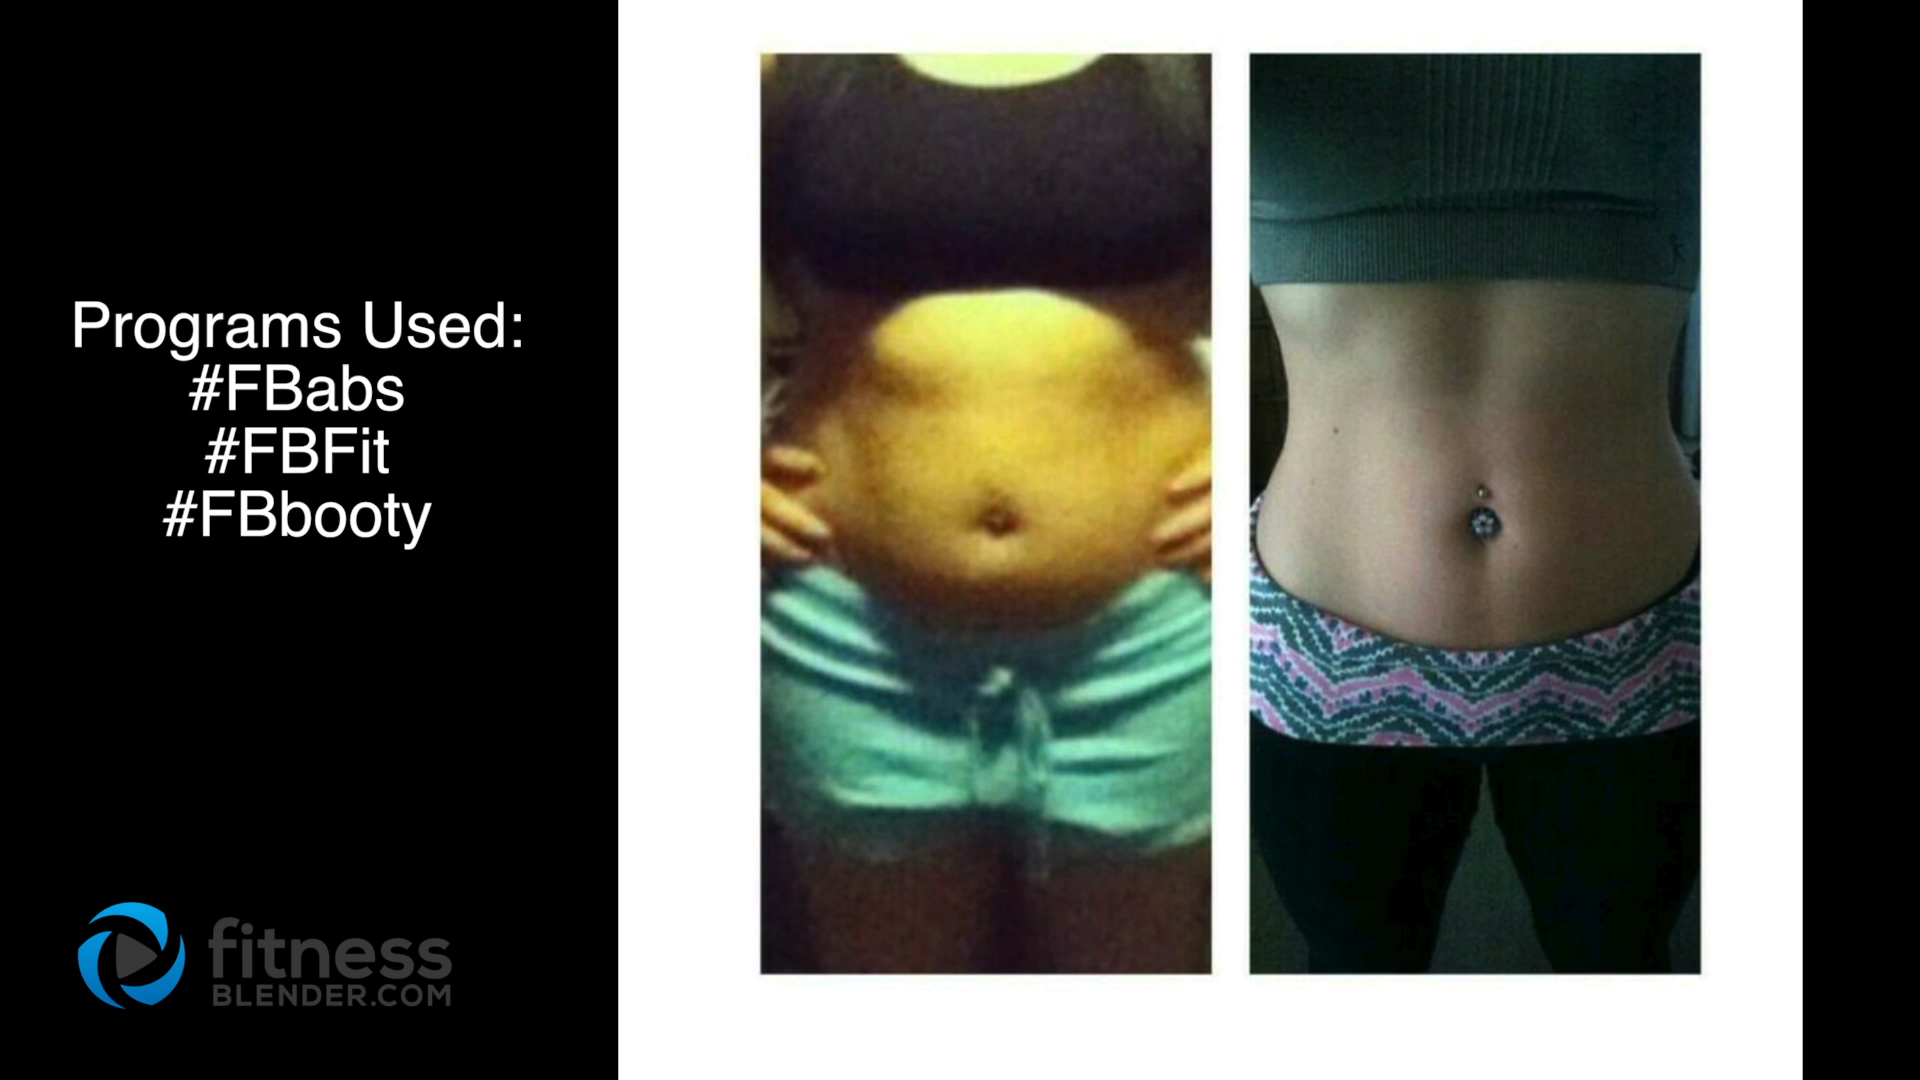 Programs Used:
#FBabs
#FBFit
#FBbooty
fitness
BLENDER.COM